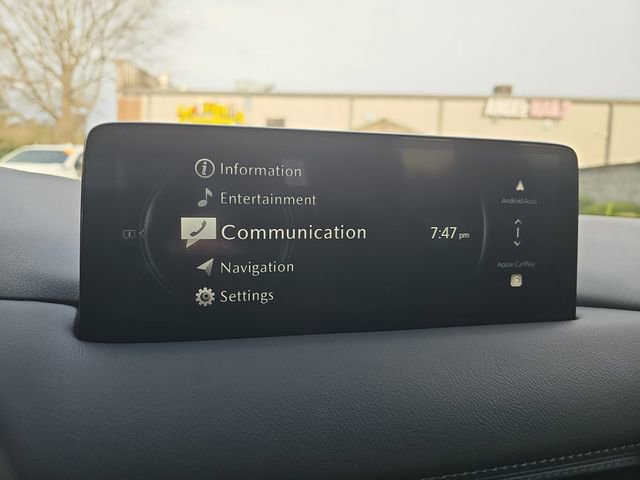 Information
Entertainment
Communication
7:47 pm
Navigation
Settings
Android Auto
Apple CarPlay